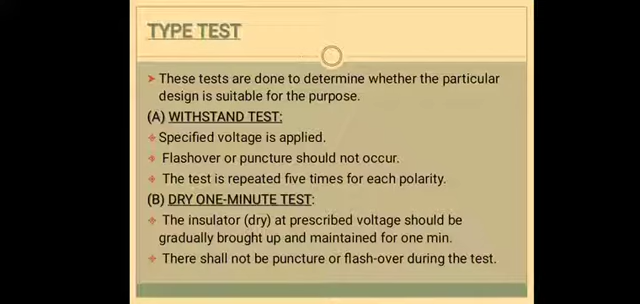 TYPE TEST
➤ These tests are done to determine whether the particular
design is suitable for the purpose.
(A) WITHSTAND TEST:
Specified voltage is applied.
Flashover or puncture should not occur.
The test is repeated five times for each polarity.
(B) DRY ONE-MINUTE TEST:
The insulator (dry) at prescribed voltage should be
gradually brought up and maintained for one min.
There shall not be puncture or flash-over during the test.